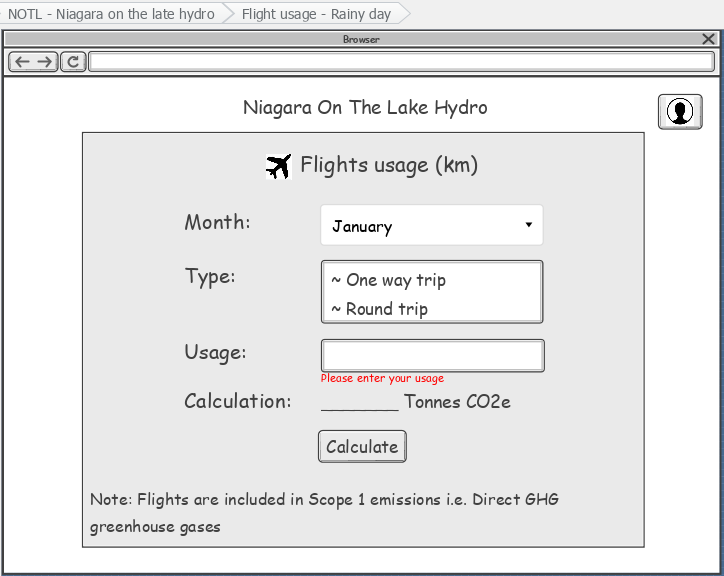 NOTL - Niagara on the late hydro Flight usage - Rainy day
Browser
Niagara On The Lake Hydro
Flights usage (km)
Month: January
Type: ~ One way trip
~ Round trip
Usage:
Please enter your usage
Calculation: ________ Tonnes CO2e
Calculate
Note: Flights are included in Scope 1 emissions i.e. Direct GHG
greenhouse gases